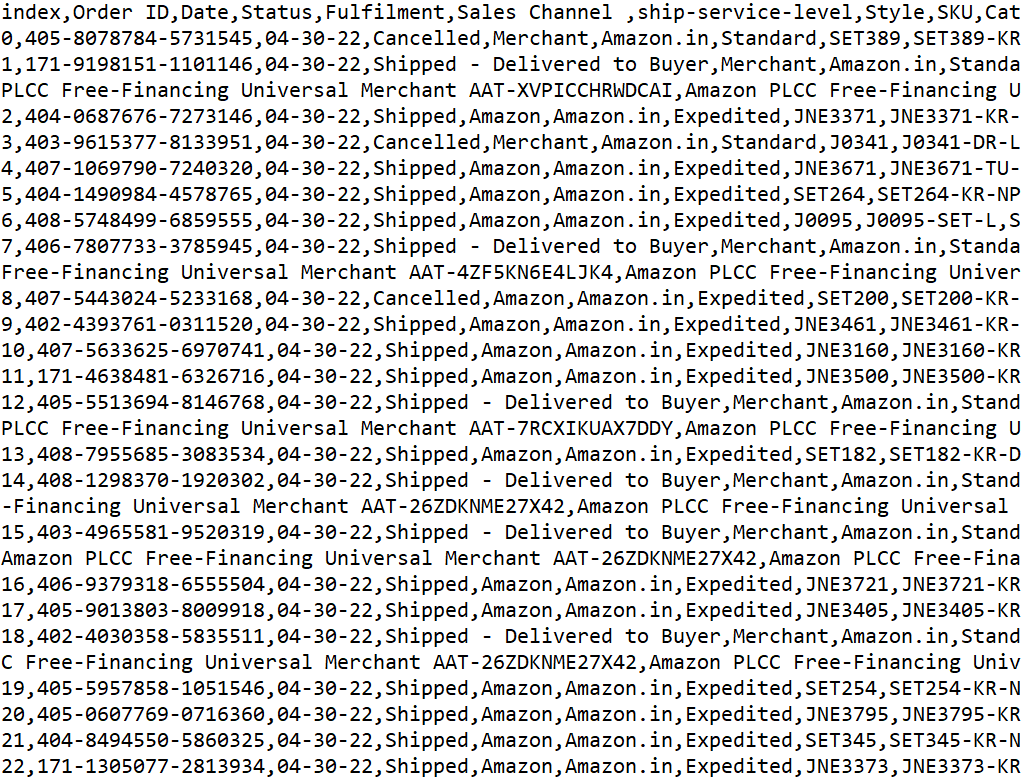 index,Order ID,Date,Status,Fulfilment,Sales Channel ,ship-service-level,Style,SKU,Cat
0,405-8078784-5731545,04-30-22,Cancelled,Merchant,Amazon.in,Standard,SET389,SET389-KR
1,171-9198151-1101146,04-30-22,Shipped - Delivered to Buyer,Merchant,Amazon.in,Standa
PLCC Free-Financing Universal Merchant AAT-XVPICCHRWDCAI,Amazon PLCC Free-Financing U
2,404-0687676-7273146,04-30-22,Shipped,Amazon,Amazon.in,Expedited,JNE3371,JNE3371-KR-
3,403-9615377-8133951,04-30-22,Cancelled,Merchant,Amazon.in,Standard,J0341,J0341-DR-L
4,407-1069790-7240320,04-30-22,Shipped,Amazon,Amazon.in,Expedited,JNE3671,JNE3671-TU-
5,404-1490984-4578765,04-30-22,Shipped,Amazon,Amazon.in,Expedited,SET264,SET264-KR-NP
6,408-5748499-6859555,04-30-22,Shipped,Amazon,Amazon.in,Expedited,J0095,J0095-SET-L,S
7,406-7807733-3785945,04-30-22,Shipped - Delivered to Buyer,Merchant,Amazon.in,Standa
Free-Financing Universal Merchant AAT-4ZF5KN6E4LJK4,Amazon PLCC Free-Financing Univer
8,407-5443024-5233168,04-30-22,Cancelled,Amazon,Amazon.in,Expedited,SET200,SET200-KR-
9,402-4393761-0311520,04-30-22,Shipped,Amazon,Amazon.in,Expedited,JNE3461,JNE3461-KR-
10,407-5633625-6970741,04-30-22,Shipped,Amazon,Amazon.in,Expedited,JNE3160,JNE3160-KR
11,171-4638481-6326716,04-30-22,Shipped,Amazon,Amazon.in,Expedited,JNE3500,JNE3500-KR
12,405-5513694-8146768,04-30-22,Shipped - Delivered to Buyer,Merchant,Amazon.in,Stand
PLCC Free-Financing Universal Merchant AAT-7RCXIKUAX7DDY,Amazon PLCC Free-Financing U
13,408-7955685-3083534,04-30-22,Shipped,Amazon,Amazon.in,Expedited,SET182,SET182-KR-D
14,408-1298370-1920302,04-30-22,Shipped - Delivered to Buyer,Merchant,Amazon.in,Stand
-Financing Universal Merchant AAT-26ZDKNME27X42,Amazon PLCC Free-Financing Universal
15,403-4965581-9520319,04-30-22,Shipped - Delivered to Buyer,Merchant,Amazon.in,Stand
Amazon PLCC Free-Financing Universal Merchant AAT-26ZDKNME27X42,Amazon PLCC Free-Fina
16,406-9379318-6555504,04-30-22,Shipped,Amazon,Amazon.in,Expedited,JNE3721,JNE3721-KR
17,405-9013803-8009918,04-30-22,Shipped,Amazon,Amazon.in,Expedited,JNE3405,JNE3405-KR
18,402-4030358-5835511,04-30-22,Shipped - Delivered to Buyer,Merchant,Amazon.in,Stand
C Free-Financing Universal Merchant AAT-26ZDKNME27X42,Amazon PLCC Free-Financing Univ
19,405-5957858-1051546,04-30-22,Shipped,Amazon,Amazon.in,Expedited,SET254,SET254-KR-N
20,405-0607769-0716360,04-30-22,Shipped,Amazon,Amazon.in,Expedited,JNE3795,JNE3795-KR
21,404-8494550-5860325,04-30-22,Shipped,Amazon,Amazon.in,Expedited,SET345,SET345-KR-N
22,171-1305077-2813934,04-30-22,Shipped,Amazon,Amazon.in,Expedited,JNE3373,JNE3373-KR